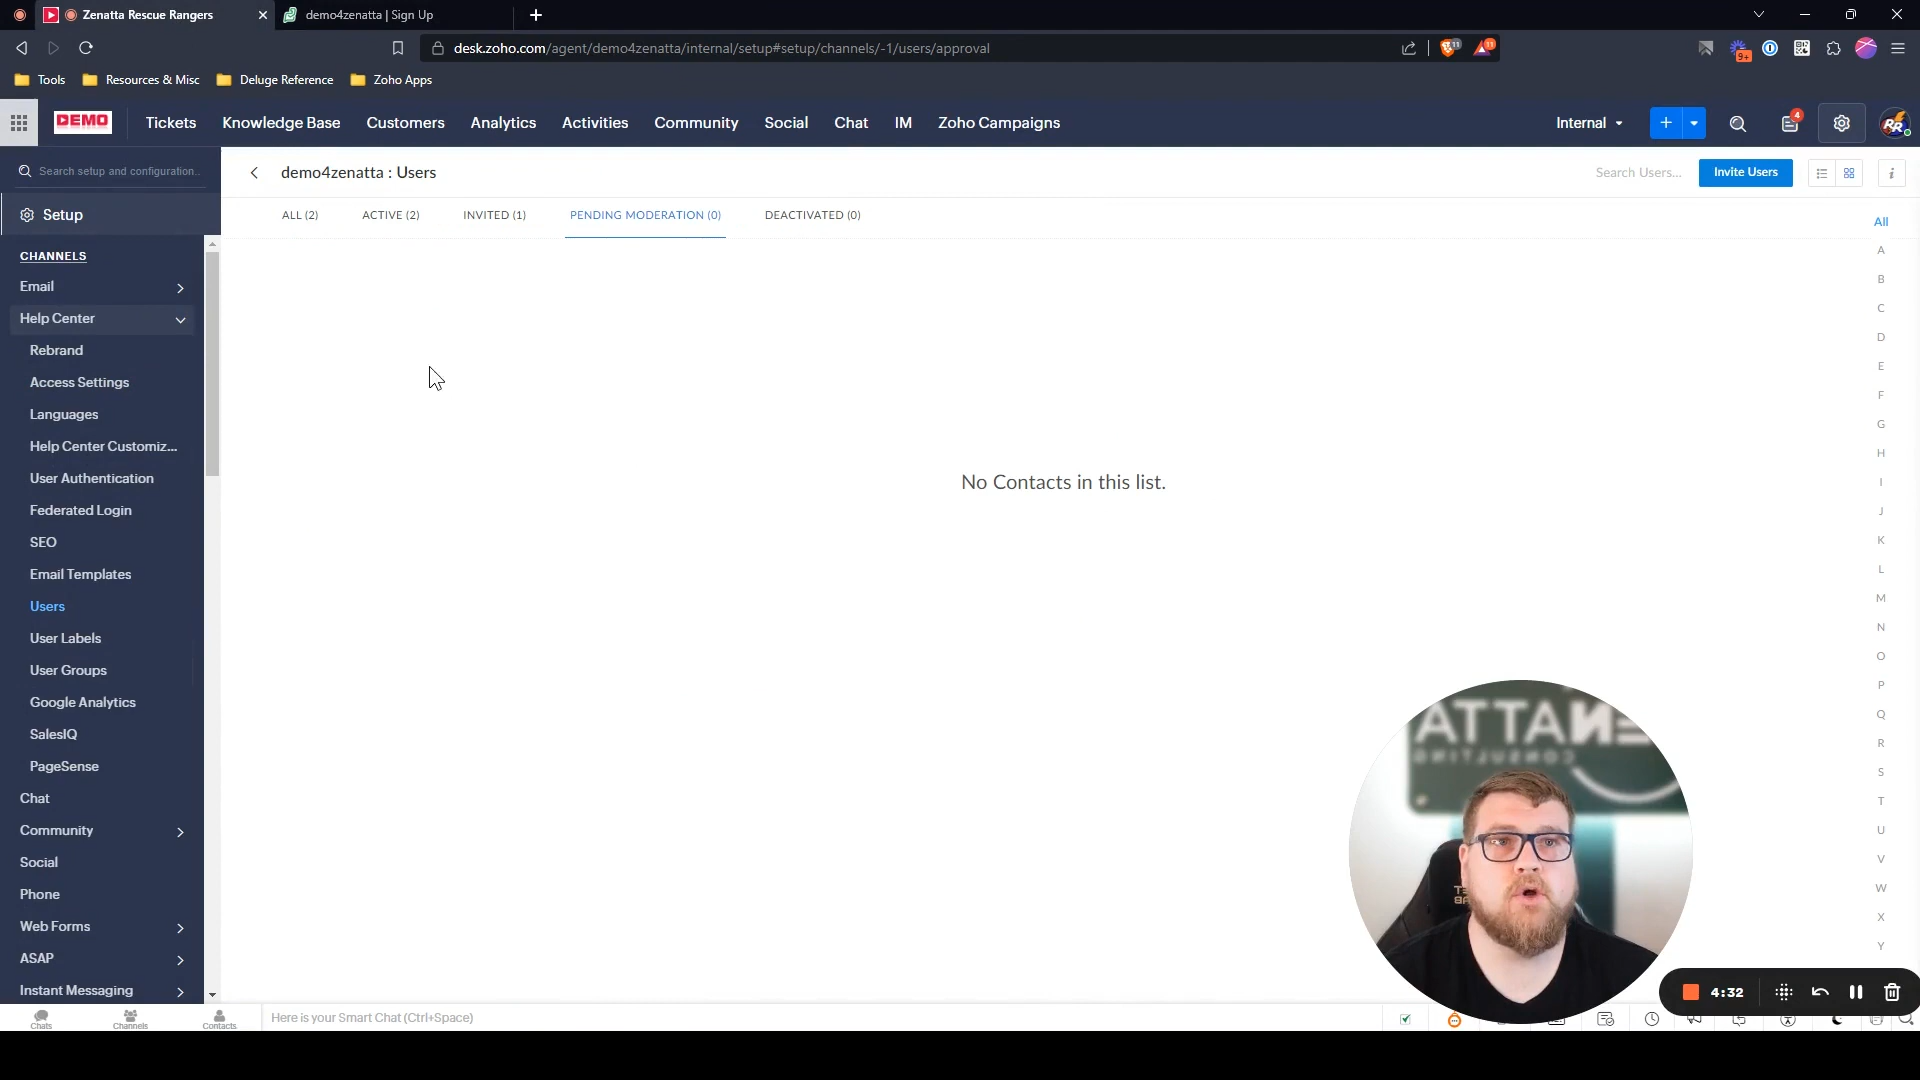 Zenatta Rescue Rangers
demo4zenatta | Sign Up
desk.zoho.com/agent/demo4zenatta/internal/setup#setup/channels/-1/users/approval
Tools
Resources & Misc
Deluge Reference
Zoho Apps
DEMO
Tickets
Knowledge Base
Customers
Analytics
Activities
Community
Social
Chat
IM
Zoho Campaigns
Internal
4
RR
Search setup and configuration..
demo4zenatta : Users
Search Users...
Invite Users
Setup
ALL (2)
ACTIVE (2)
INVITED (1)
PENDING MODERATION (0)
DEACTIVATED (0)
CHANNELS
Email
Help Center
Rebrand
Access Settings
Languages
Help Center Customiz...
User Authentication
Federated Login
SEO
Email Templates
Users
User Labels
User Groups
Google Analytics
SalesIQ
PageSense
Chat
Community
Social
Phone
Web Forms
ASAP
Instant Messaging
No Contacts in this list.
All
A
B
C
D
E
F
G
H
I
J
K
L
M
N
O
P
Q
R
S
T
U
V
W
X
Y
ATTA
CONSULTING
4:32
Chats
Channels
Contacts
Here is your Smart Chat (Ctrl+Space)